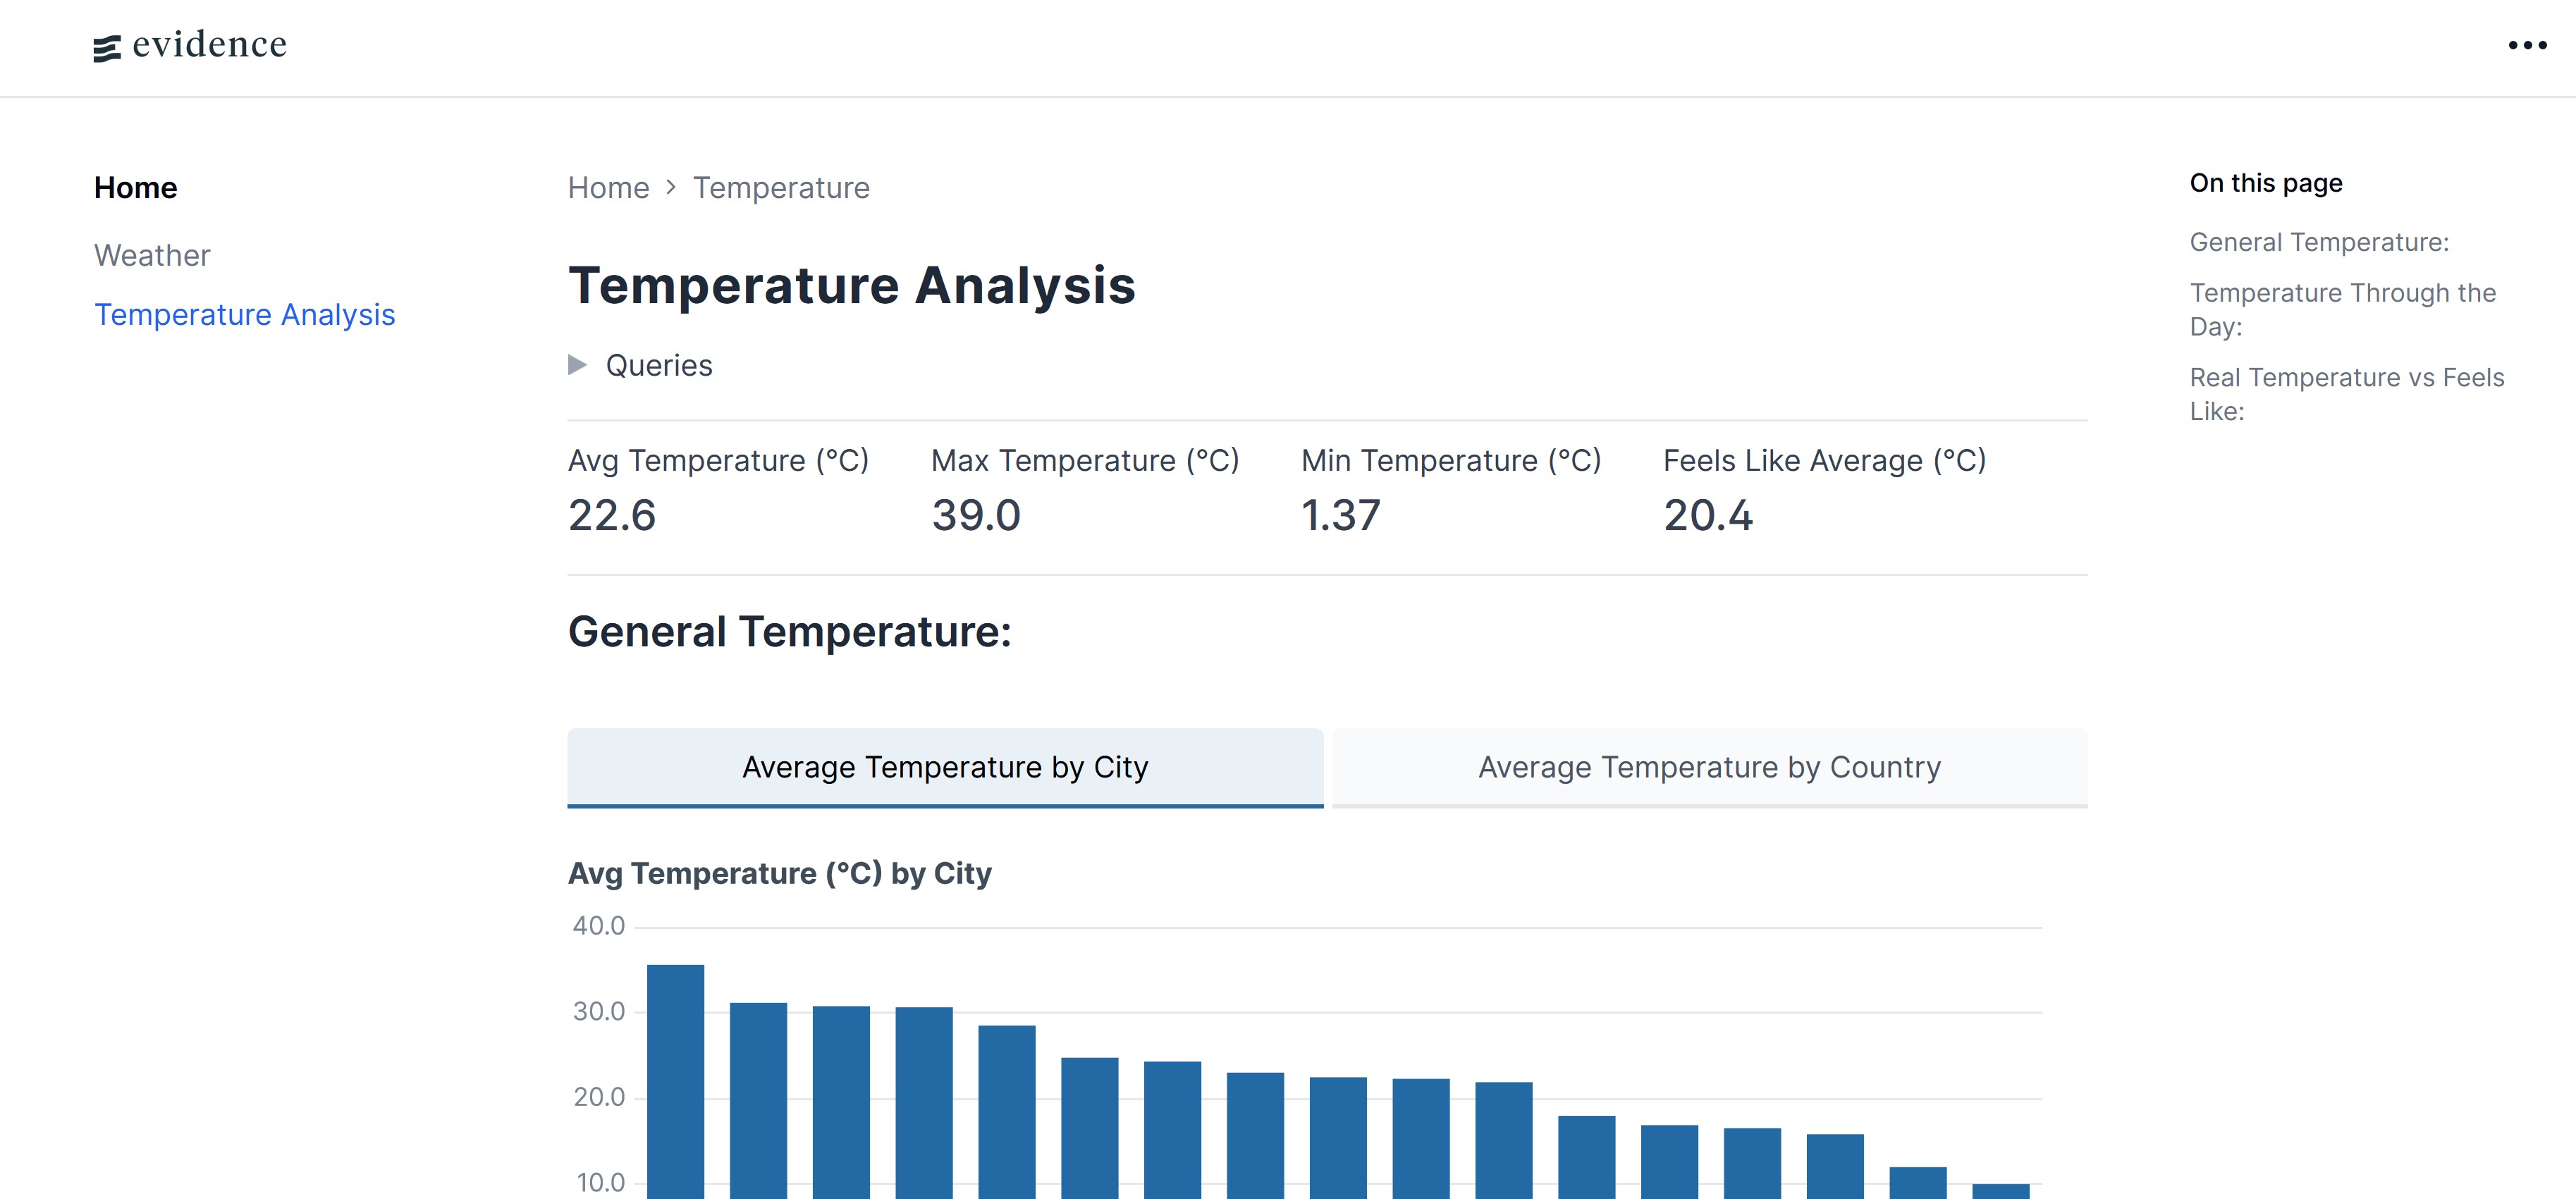 evidence
Home
Weather
Temperature Analysis
Home > Temperature
Temperature Analysis
Queries
Avg Temperature (°C)
22.6
Max Temperature (°C)
39.0
Min Temperature (°C)
1.37
Feels Like Average (°C)
20.4
General Temperature:
Average Temperature by City
Average Temperature by Country
Avg Temperature (°C) by City
40.0
30.0
20.0
10.0
On this page
General Temperature:
Temperature Through the
Day:
Real Temperature vs Feels
Like: